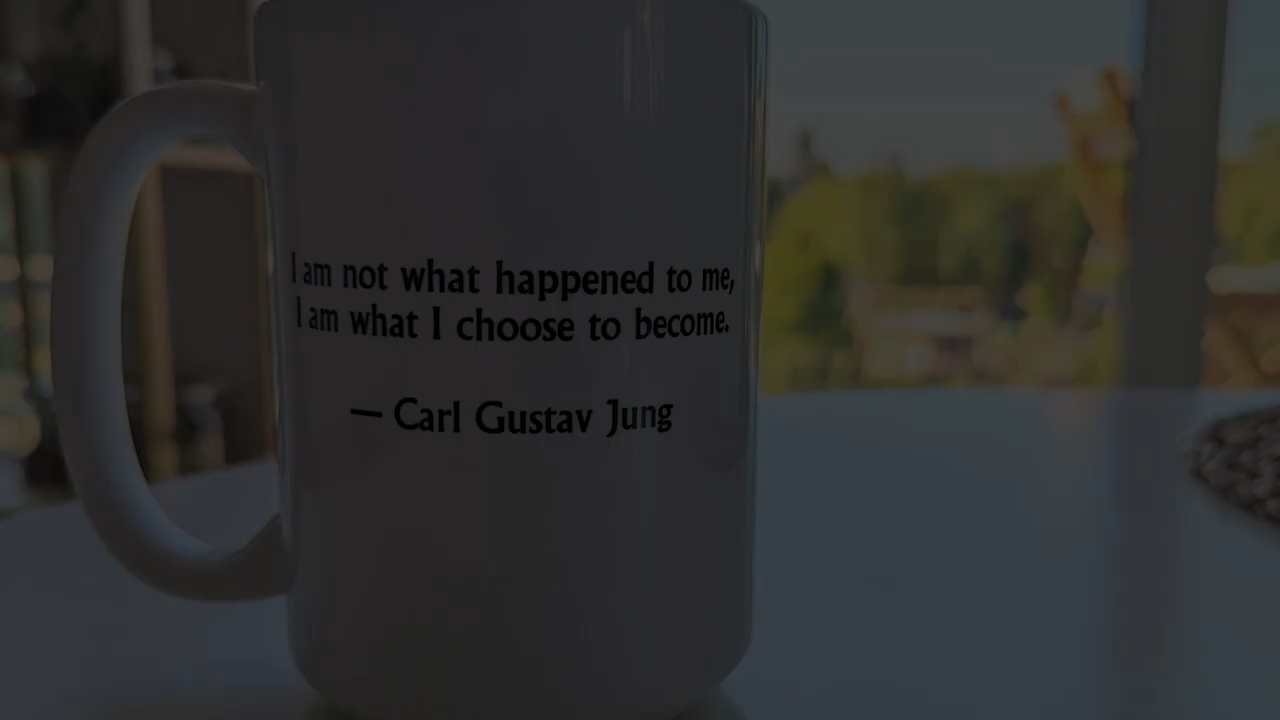 I am not what happened to me,
I am what I choose to become.
— Carl Gustav Jung